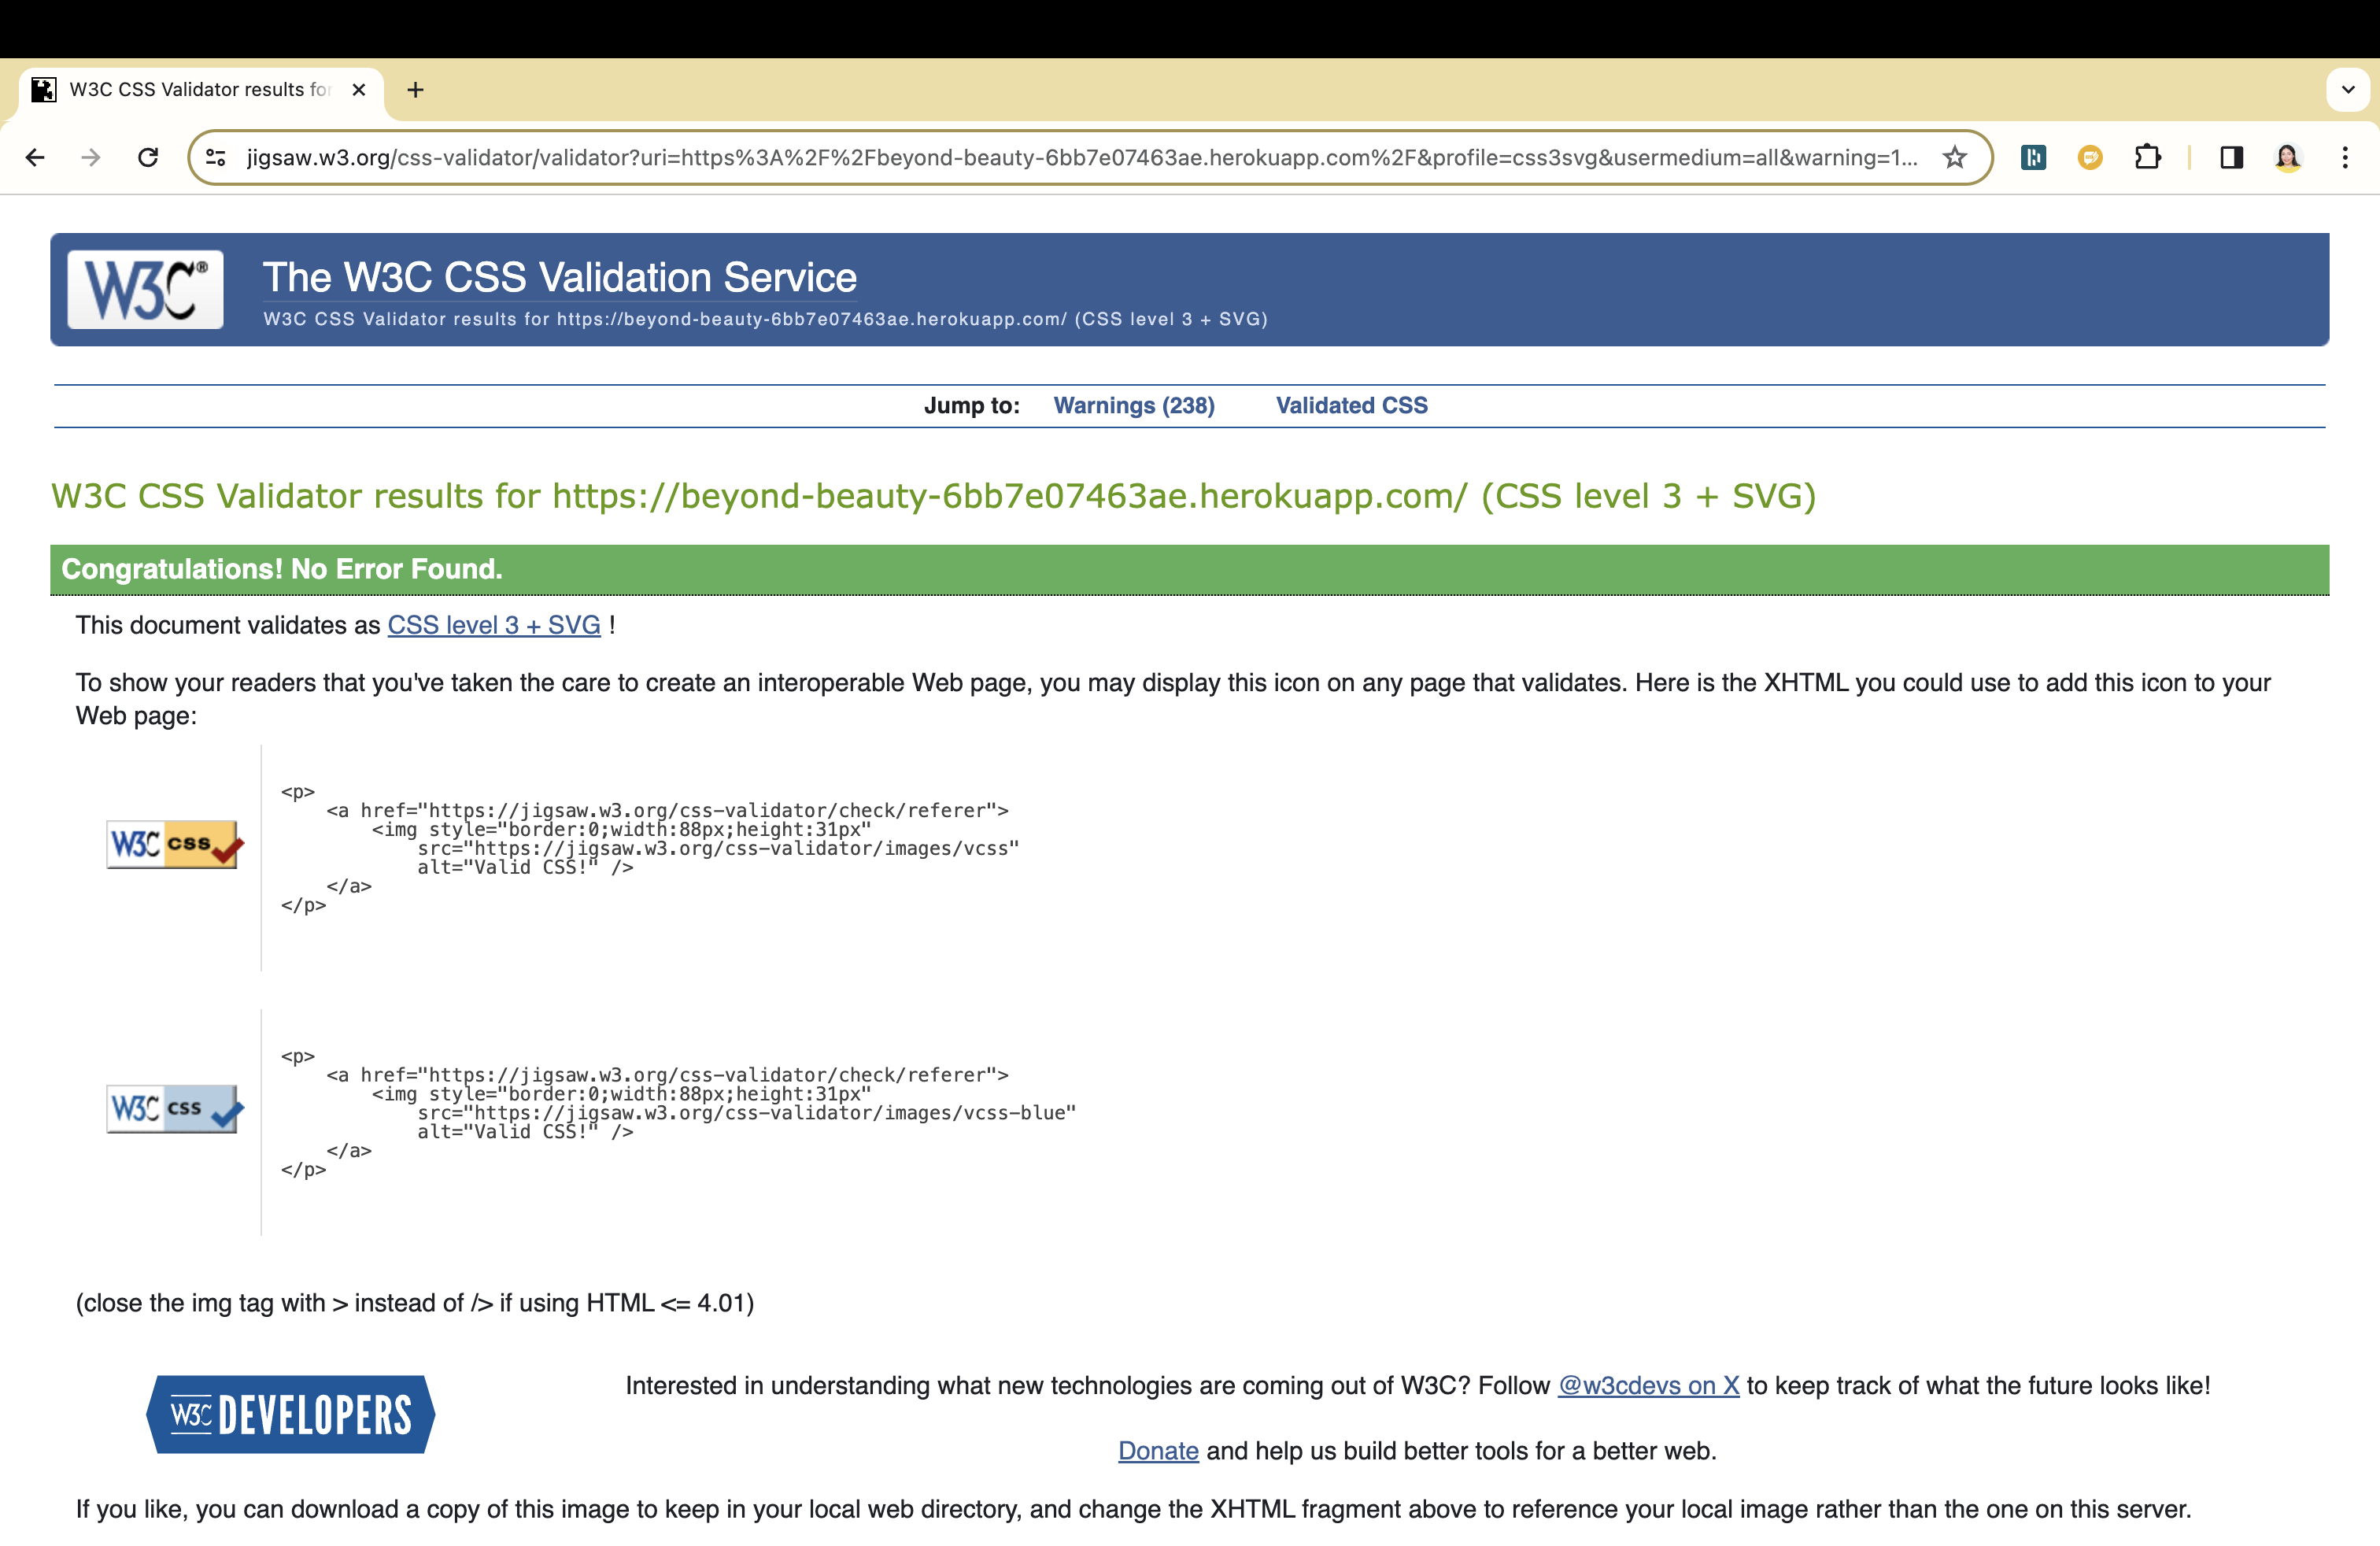 W3C CSS Validator results for
jigsaw.w3.org/css-validator/validator?uri=https%3A%2F%2Fbeyond-beauty-6bb7e07463ae.herokuapp.com%2F&profile=css3svg&usermedium=all&warning=1...
W3C®
The W3C CSS Validation Service
W3C CSS Validator results for https://beyond-beauty-6bb7e07463ae.herokuapp.com/ (CSS level 3 + SVG)
Jump to: Warnings (238) Validated CSS
W3C CSS Validator results for https://beyond-beauty-6bb7e07463ae.herokuapp.com/ (CSS level 3 + SVG)
Congratulations! No Error Found.
This document validates as CSS level 3 + SVG !
To show your readers that you've taken the care to create an interoperable Web page, you may display this icon on any page that validates. Here is the XHTML you could use to add this icon to your
Web page:
W3C css
<p>
<a href="https://jigsaw.w3.org/css-validator/check/referer">
<img style="border:0;width:88px;height:31px"
src="https://jigsaw.w3.org/css-validator/images/vcss"
alt="Valid CSS!" />
</a>
</p>
W3C css
<p>
<a href="https://jigsaw.w3.org/css-validator/check/referer">
<img style="border:0;width:88px;height:31px"
src="https://jigsaw.w3.org/css-validator/images/vcss-blue"
alt="Valid CSS!" />
</a>
</p>
(close the img tag with > instead of /> if using HTML <= 4.01)
W3C DEVELOPERS
Interested in understanding what new technologies are coming out of W3C? Follow @w3cdevs on X to keep track of what the future looks like!
Donate and help us build better tools for a better web.
If you like, you can download a copy of this image to keep in your local web directory, and change the XHTML fragment above to reference your local image rather than the one on this server.